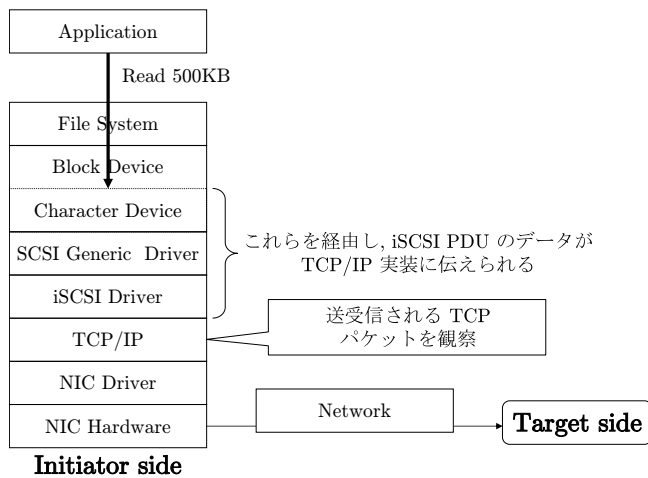 Application
Read 500KB
File System
Block Device
Character Device
SCSI Generic Driver
iSCSI Driver
これらを経由し, iSCSI PDU のデータが
TCP/IP 実装に伝えられる
TCP/IP
送受信される TCP
パケットを観察
NIC Driver
NIC Hardware
Network
Target side
Initiator side